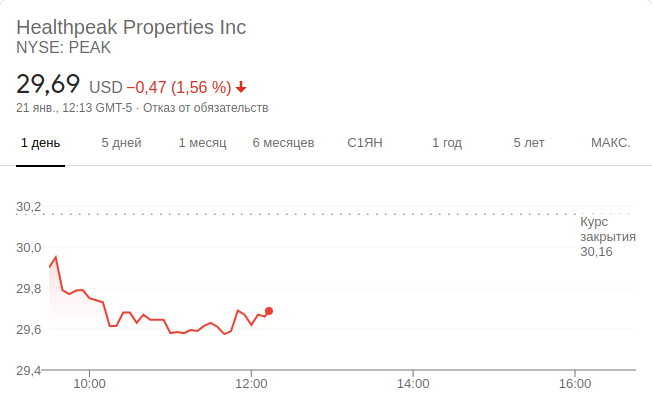 Healthpeak Properties Inc
NYSE: PEAK
29,69 USD −0,47 (1,56 %)
21 янв., 12:13 GMT-5 · Отказ от обязательств
1 день 5 дней 1 месяц 6 месяцев С1ЯН 1 год 5 лет МАКС.
30,2
Курс
закрытия
30,16
30,0
29,8
29,6
29,4
10:00 12:00 14:00 16:00